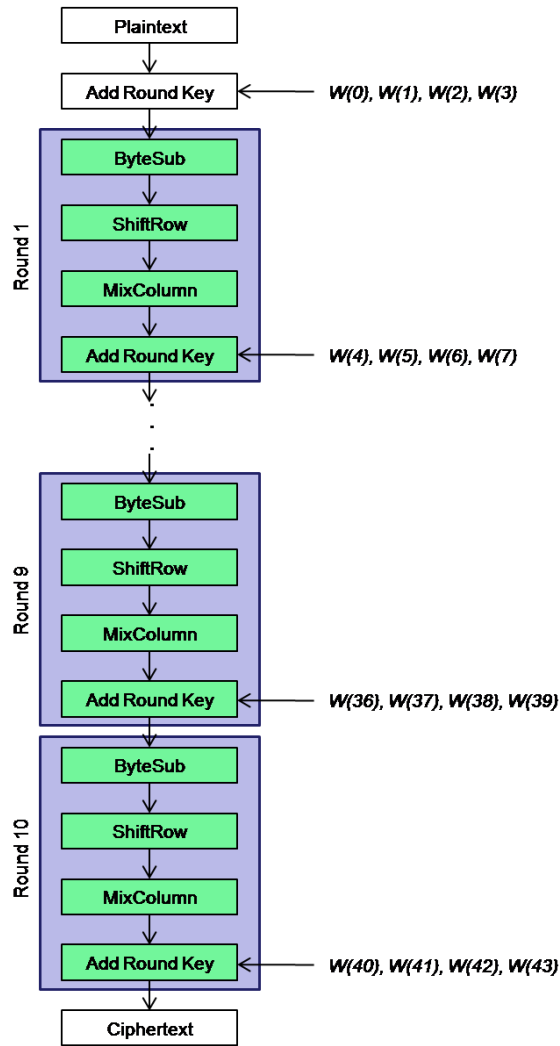 Plaintext
Add Round Key
W(0), W(1), W(2), W(3)
Round 1
ByteSub
ShiftRow
MixColumn
Add Round Key
W(4), W(5), W(6), W(7)
. . .
Round 9
ByteSub
ShiftRow
MixColumn
Add Round Key
W(36), W(37), W(38), W(39)
Round 10
ByteSub
ShiftRow
MixColumn
Add Round Key
W(40), W(41), W(42), W(43)
Ciphertext